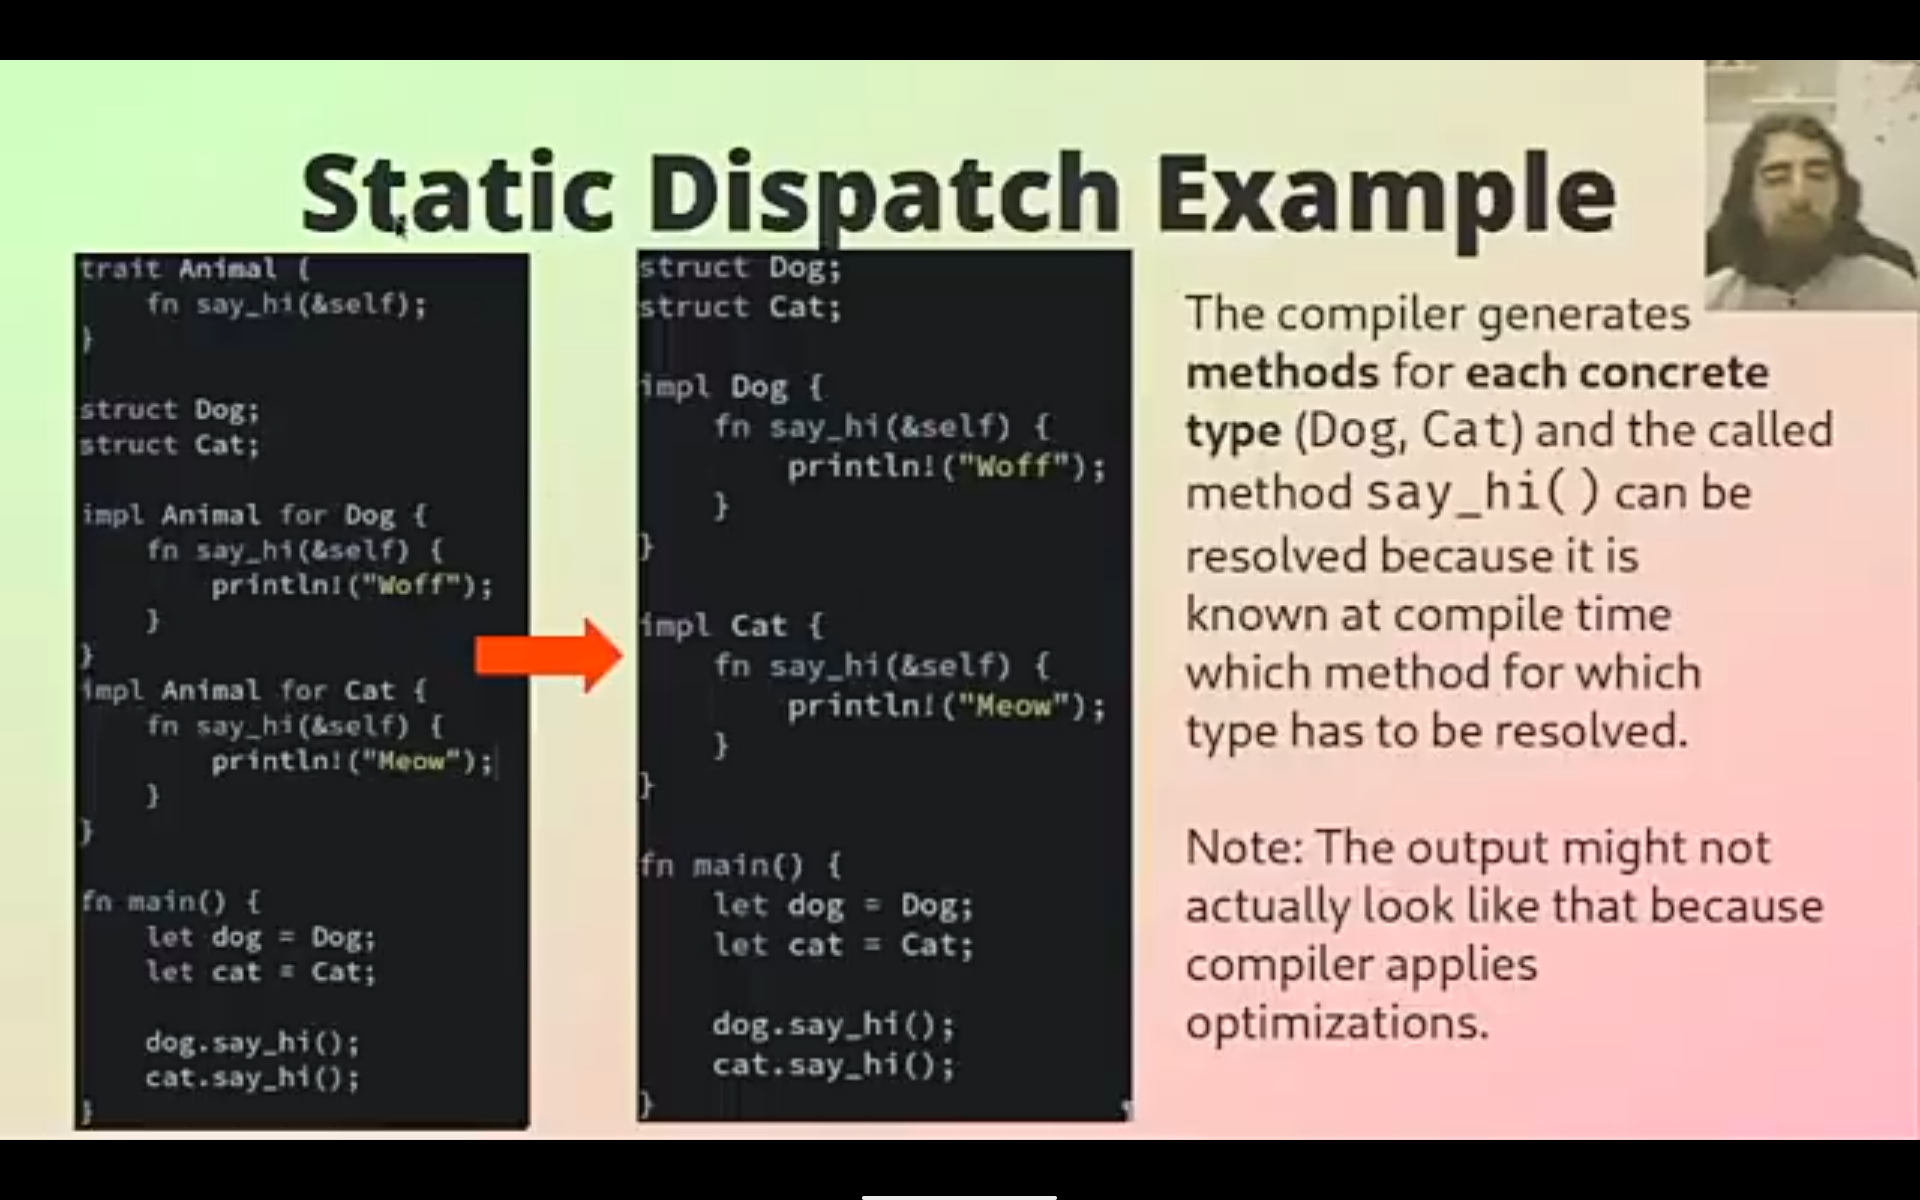 Static Dispatch Example
trait Animal {
    fn say_hi(&self);
}

struct Dog;
struct Cat;

impl Animal for Dog {
    fn say_hi(&self) {
        println!("Woff");
    }
}
impl Animal for Cat {
    fn say_hi(&self) {
        println!("Meow");
    }
}

fn main() {
    let dog = Dog;
    let cat = Cat;

    dog.say_hi();
    cat.say_hi();
}
struct Dog;
struct Cat;

impl Dog {
    fn say_hi(&self) {
        println!("Woff");
    }
}

impl Cat {
    fn say_hi(&self) {
        println!("Meow");
    }
}

fn main() {
    let dog = Dog;
    let cat = Cat;

    dog.say_hi();
    cat.say_hi();
}
The compiler generates
methods for each concrete
type (Dog, Cat) and the called
method say_hi() can be
resolved because it is
known at compile time
which method for which
type has to be resolved.

Note: The output might not
actually look like that because
compiler applies
optimizations.